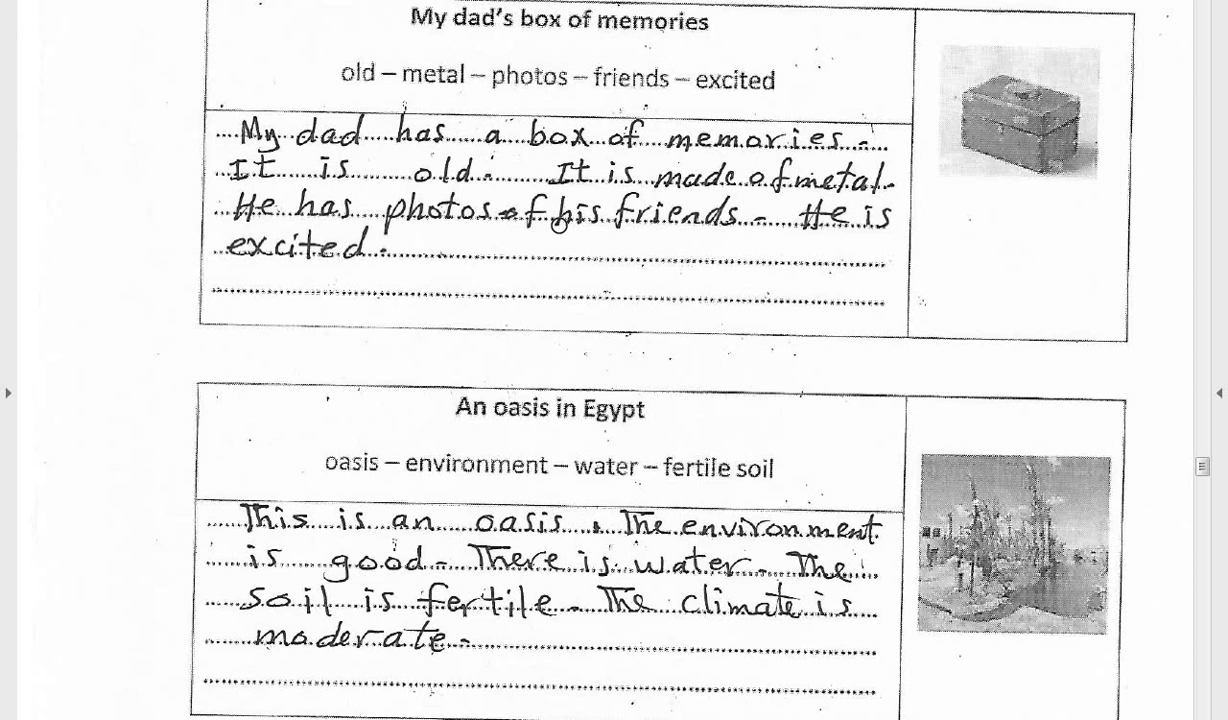 My dad's box of memories
old – metal – photos – friends – excited
My dad has a box of memories.
It is old. It is made of metal.
He has photos of his friends. He is
excited.
An oasis in Egypt
oasis – environment – water – fertile soil
This is an oasis. The environment
is good. There is water. The
soil is fertile. The climate is
moderate.